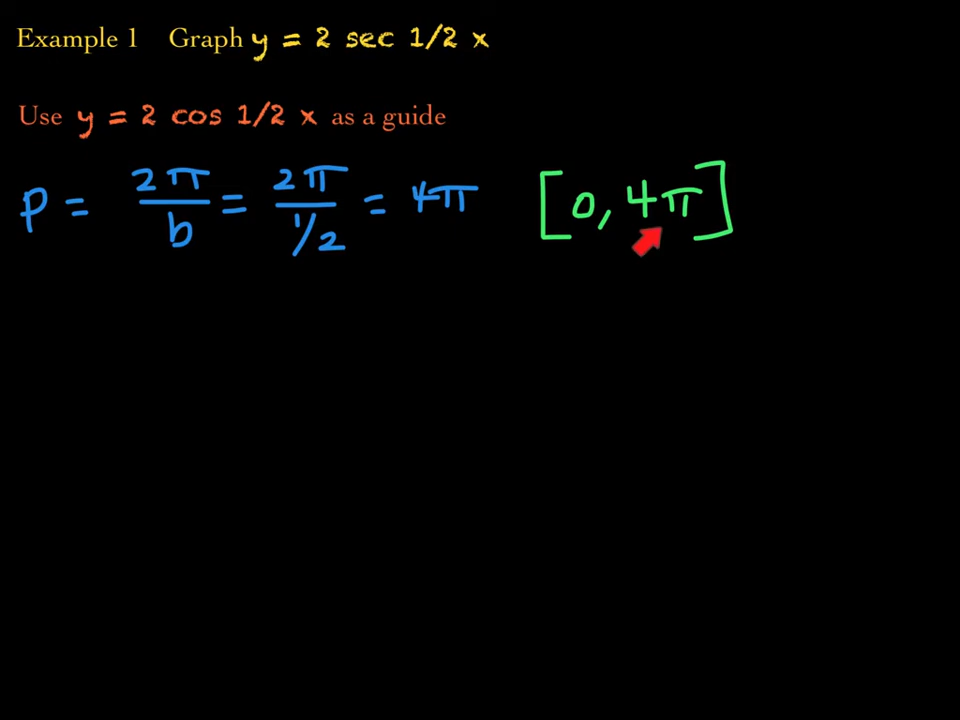 Example 1 Graph y = 2 sec 1/2 x
Use y = 2 cos 1/2 x as a guide
P = 2π/b = 2π/1/2 = 4π [0, 4π]